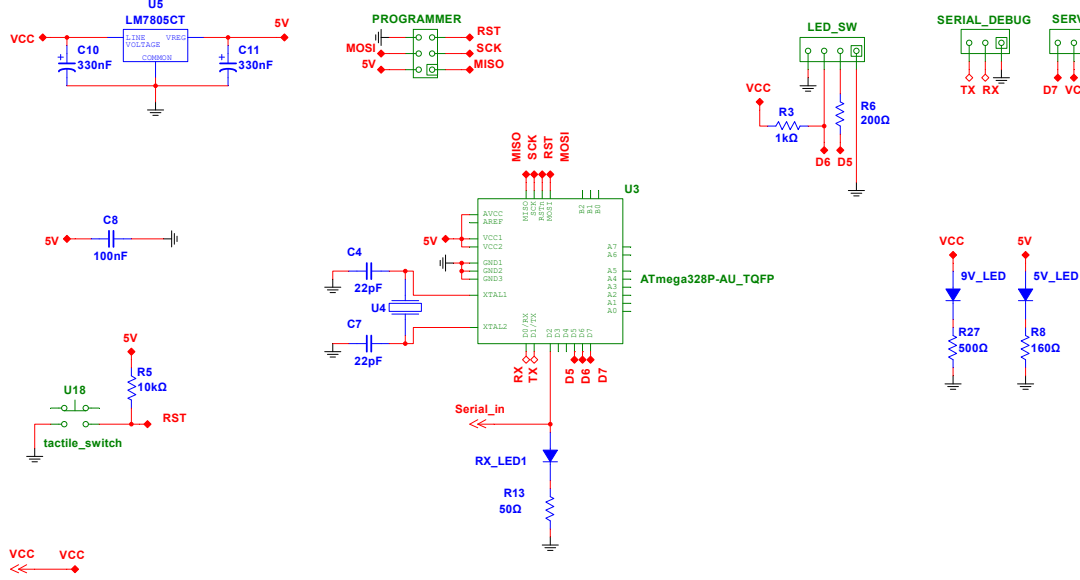 U5
LM7805CT
VCC
5V
LINE VREG
VOLTAGE
COMMON
C10
330nF
C11
330nF
PROGRAMMER
RST
MOSI
SCK
5V
MISO
LED_SW
VCC
R3
1kΩ
R6
200Ω
D6 D5
SERIAL_DEBUG
TX RX
SERV
D7 VC
C8
5V
100nF
MISO
SCK
RST
MOSI
U3
ATmega328P-AU_TQFP
MISO
SCK
RSTn
MOSI
B2
B1
B0
AVCC
AREF
VCC1
VCC2
GND1
GND2
GND3
XTAL1
XTAL2
A7
A6
A5
A4
A3
A2
A1
A0
D0/RX
D1/TX
D2
D3
D4
D5
D6
D7
5V
C4
22pF
U4
C7
22pF
RX
TX
D5
D6
D7
Serial_in
RX_LED1
R13
50Ω
VCC
9V_LED
R27
500Ω
5V
5V_LED
R8
160Ω
5V
R5
10kΩ
U18
RST
tactile_switch
VCC VCC